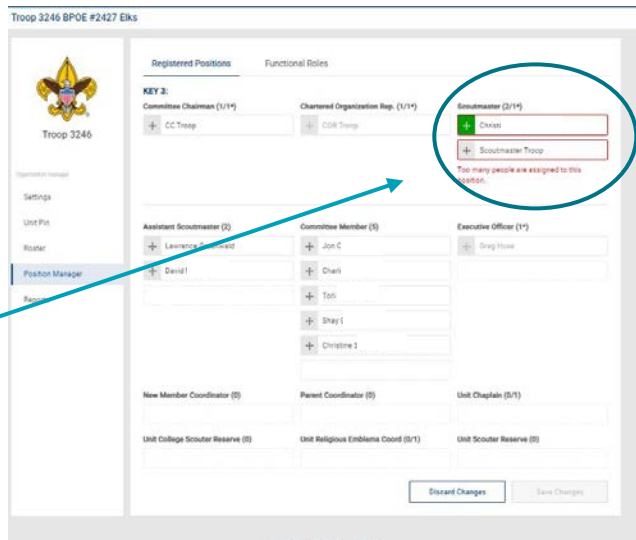 Troop 3246 BPOE #2427 Elks
Troop 3246
Organization Manager
Settings
Unit Pin
Roster
Position Manager
Registered Positions
Functional Roles
KEY 3:
Committee Chairman (1/1*)
+ CC Troop
Chartered Organization Rep. (1/1*)
+ COR Troop
Scoutmaster (2/1*)
+ Christi
+ Scoutmaster Troop
Too many people are assigned to this
position.
Assistant Scoutmaster (2)
+ Lawrence
+ David
Committee Member (5)
+ Jon C
+ Charli
+ Tori
+ Shay
+ Christine
Executive Officer (1*)
+ Greg
New Member Coordinator (0)
Parent Coordinator (0)
Unit Chaplain (0/1)
Unit College Scouter Reserve (0)
Unit Religious Emblems Coord (0/1)
Unit Scouter Reserve (0)
Discard Changes
Save Changes